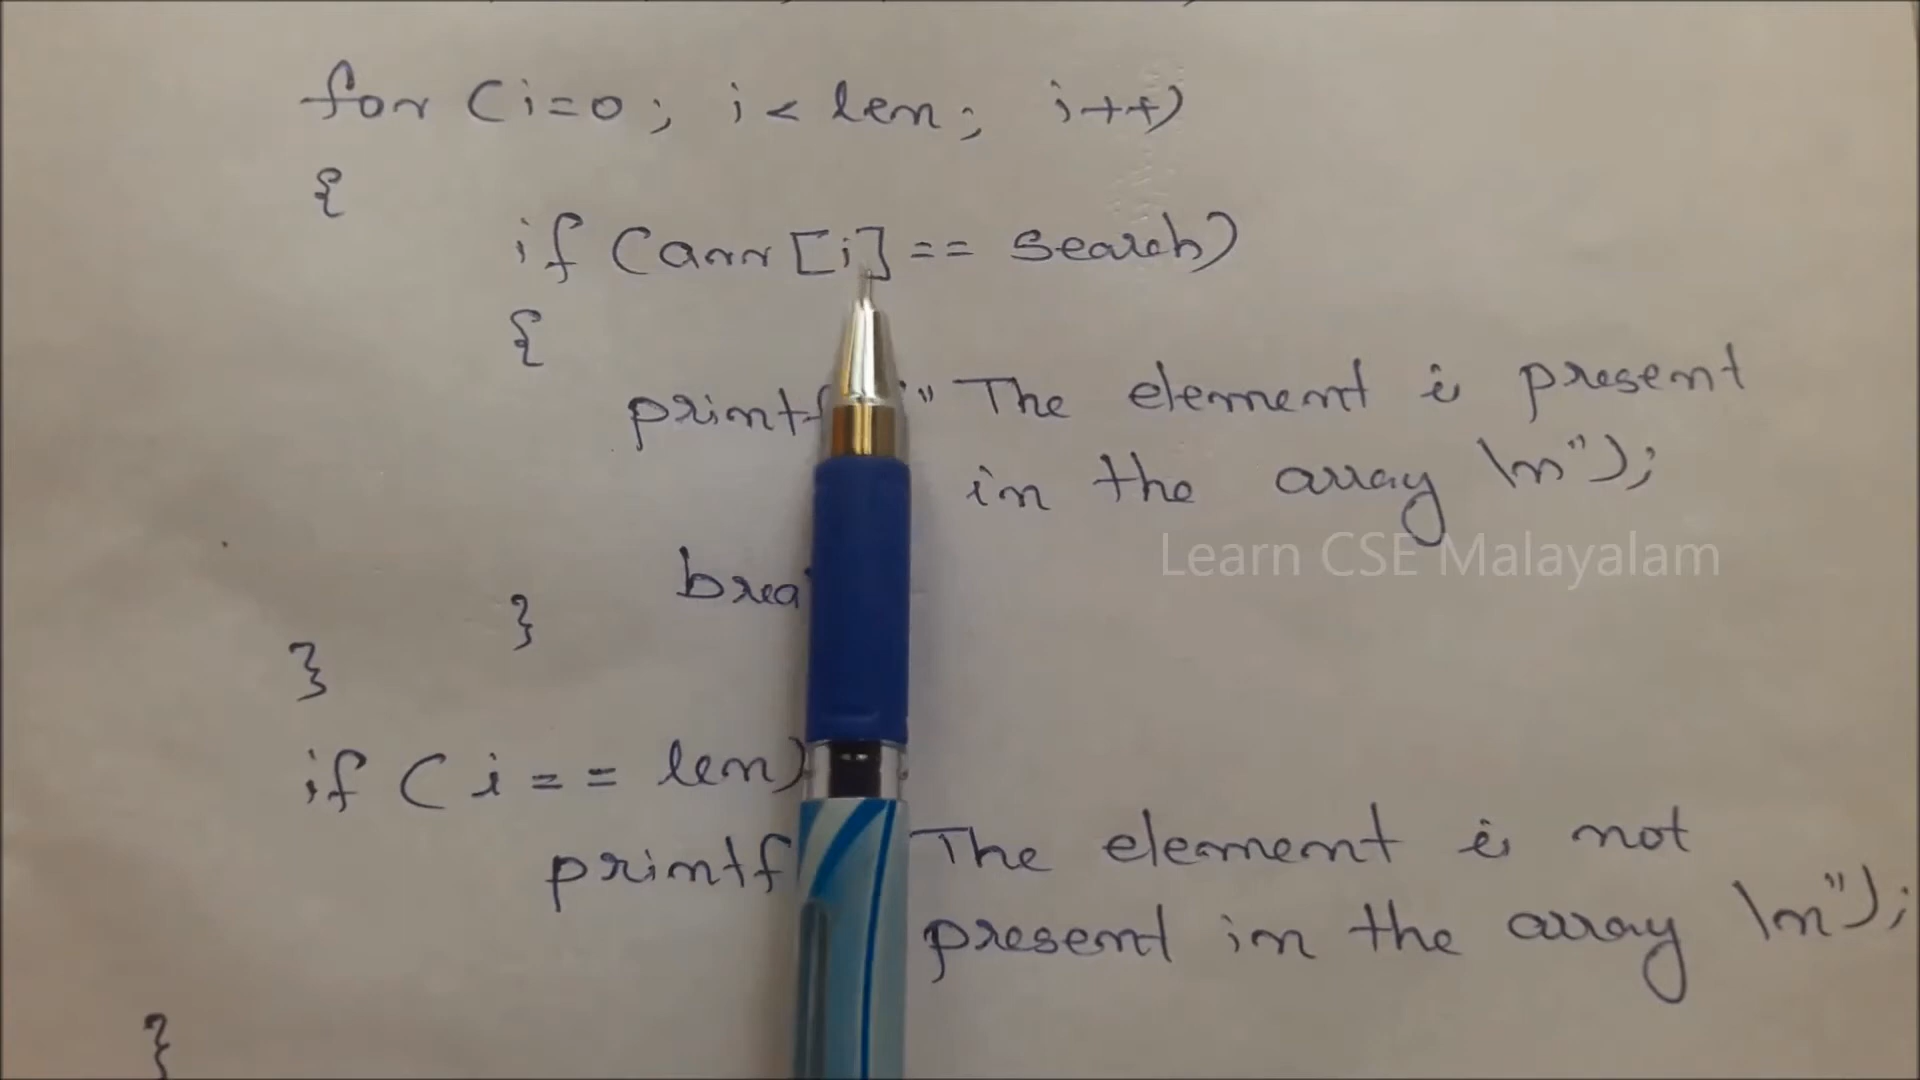 for (i=0; i< len; i++)
{
if (arr[i]== search)
{
printf(" The element is present
in the array \n");
}
}
if (i== len)
printf The element is not
present in the array \n");
}
Learn CSE Malayalam